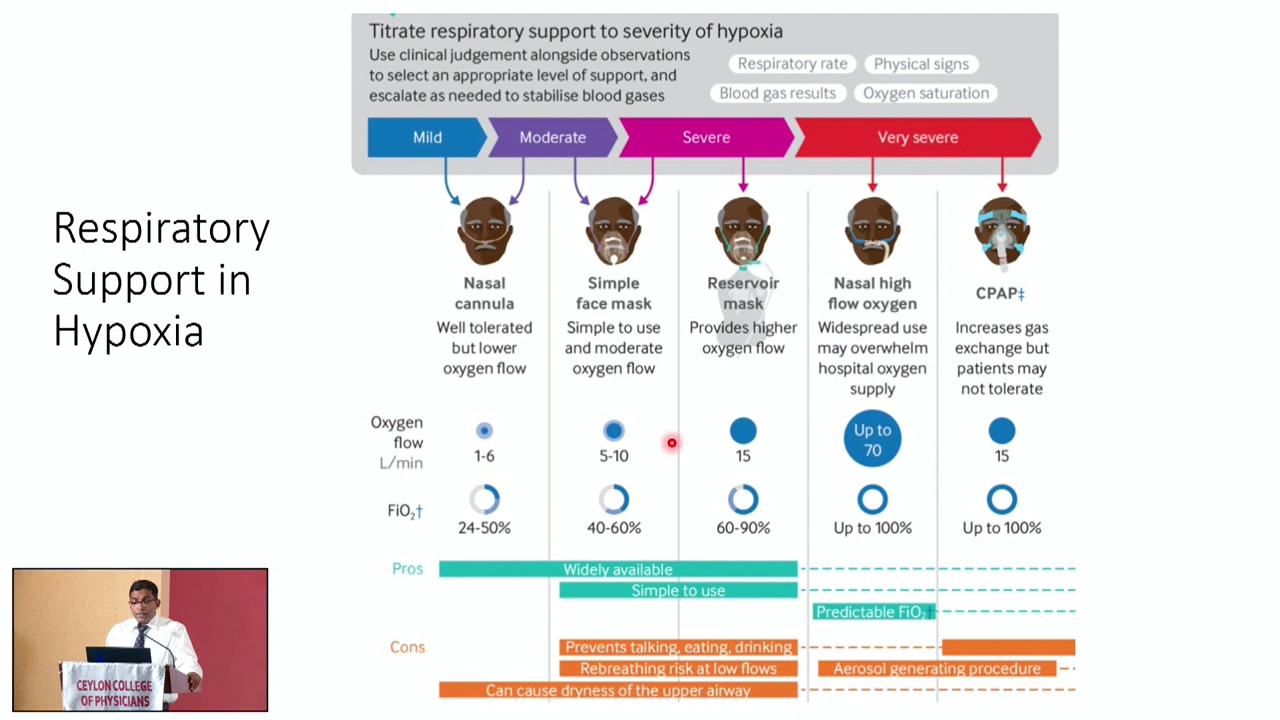 Respiratory
Support in
Hypoxia
Titrate respiratory support to severity of hypoxia
Use clinical judgement alongside observations
to select an appropriate level of support, and
escalate as needed to stabilise blood gases
Respiratory rate
Physical signs
Blood gas results
Oxygen saturation
Mild
Moderate
Severe
Very severe
Nasal
cannula
Well tolerated
but lower
oxygen flow
Simple
face mask
Simple to use
and moderate
oxygen flow
Reservoir
mask
Provides higher
oxygen flow
Nasal high
flow oxygen
Widespread use
may overwhelm
hospital oxygen
supply
CPAP‡
Increases gas
exchange but
patients may
not tolerate
Oxygen
flow
L/min
1-6
5-10
15
Up to
70
15
FiO₂†
24-50%
40-60%
60-90%
Up to 100%
Up to 100%
Pros
Widely available
Simple to use
Predictable FiO₂†
Cons
Prevents talking, eating, drinking
Rebreathing risk at low flows
Aerosol generating procedure
Can cause dryness of the upper airway
CEYLON COLLEGE
OF PHYSICIANS